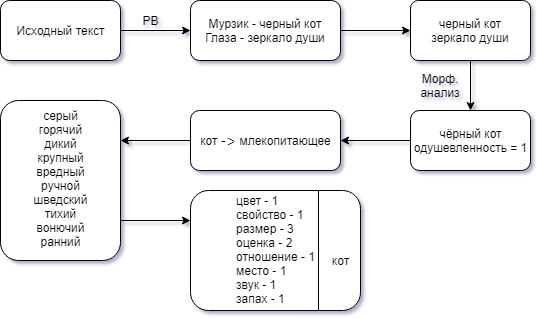 Исходный текст
РВ
Мурзик - черный кот
Глаза - зеркало души
черный кот
зеркало души
Морф.
анализ
чёрный кот
одушевленность = 1
кот -> млекопитающее
серый
горячий
дикий
крупный
вредный
ручной
шведский
тихий
вонючий
ранний
цвет - 1
свойство - 1
размер - 3
оценка - 2
отношение - 1
место - 1
звук - 1
запах - 1
кот